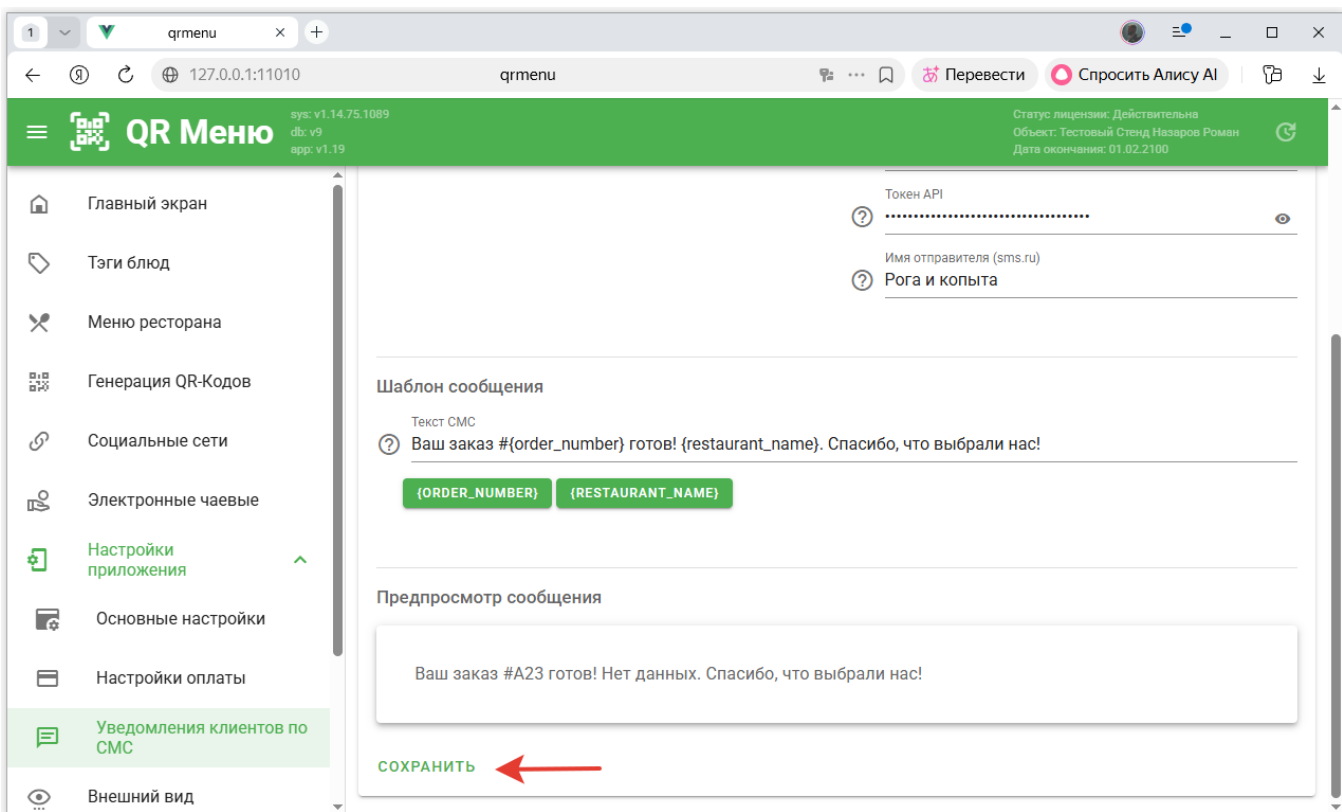 1
qrmenu
127.0.0.1:11010
qrmenu
Перевести
Спросить Алису AI
QR Меню
sys: v1.14.75.1089
db: v9
app: v1.19
Статус лицензии: Действительна
Объект: Тестовый Стенд Назаров Роман
Дата окончания: 01.02.2100
Главный экран
Тэги блюд
Меню ресторана
Генерация QR-Кодов
Социальные сети
Электронные чаевые
Настройки
приложения
Основные настройки
Настройки оплаты
Уведомления клиентов по
СМС
Внешний вид
Токен API
••••••••••••••••••••••••••••••••••••
Имя отправителя (sms.ru)
Рога и копыта
Шаблон сообщения
Текст СМС
Ваш заказ #{order_number} готов! {restaurant_name}. Спасибо, что выбрали нас!
{ORDER_NUMBER} {RESTAURANT_NAME}
Предпросмотр сообщения
Ваш заказ #A23 готов! Нет данных. Спасибо, что выбрали нас!
СОХРАНИТЬ